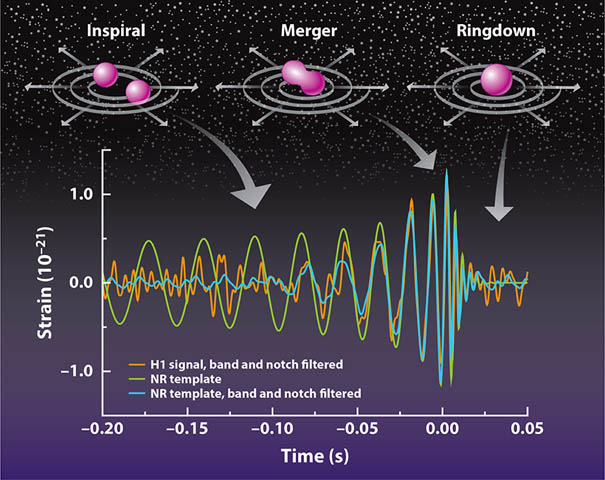 Inspiral
Merger
Ringdown
Strain (10⁻²¹)
1.0
0.0
–1.0
H1 signal, band and notch filtered
NR template
NR template, band and notch filtered
–0.20
–0.15
–0.10
–0.05
0.00
0.05
Time (s)